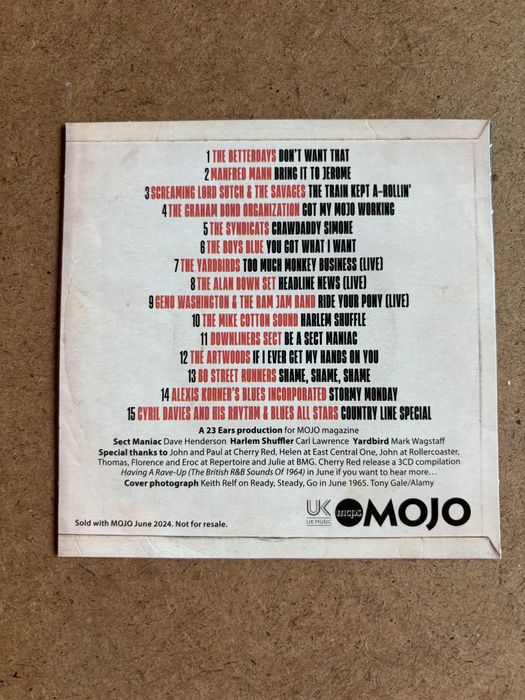 1 THE BETTERDAYS DON'T WANT THAT
2 MANFRED MANN BRING IT TO JEROME
3 SCREAMING LORD SUTCH & THE SAVAGES THE TRAIN KEPT A-ROLLIN'
4 THE GRAHAM BOND ORGANIZATION GOT MY MOJO WORKING
5 THE SYNDICATS CRAWDADDY SIMONE
6 THE BOYS BLUE YOU GOT WHAT I WANT
7 THE YARDBIRDS TOO MUCH MONKEY BUSINESS (LIVE)
8 THE ALAN BOWN SET HEADLINE NEWS (LIVE)
9 GENO WASHINGTON & THE RAM JAM BAND RIDE YOUR PONY (LIVE)
10 THE MIKE COTTON SOUND HARLEM SHUFFLE
11 DOWNLINERS SECT BE A SECT MANIAC
12 THE ARTWOODS IF I EVER GET MY HANDS ON YOU
13 BO STREET RUNNERS SHAME, SHAME, SHAME
14 ALEXIS KORNER'S BLUES INCORPORATED STORMY MONDAY
15 CYRIL DAVIES AND HIS RHYTHM & BLUES ALL STARS COUNTRY LINE SPECIAL
A 23 Ears production for MOJO magazine
Sect Maniac Dave Henderson Harlem Shuffler Carl Lawrence Yardbird Mark Wagstaff
Special thanks to John and Paul at Cherry Red, Helen at East Central One, John at Rollercoaster,
Thomas, Florence and Eroc at Repertoire and Julie at BMG. Cherry Red release a 3CD compilation
Having A Rave-Up (The British R&B Sounds Of 1964) in June if you want to hear more...
Cover photograph Keith Relf on Ready, Steady, Go in June 1965. Tony Gale/Alamy
Sold with MOJO June 2024. Not for resale.
UK
UK MUSIC
mcps
MOJO